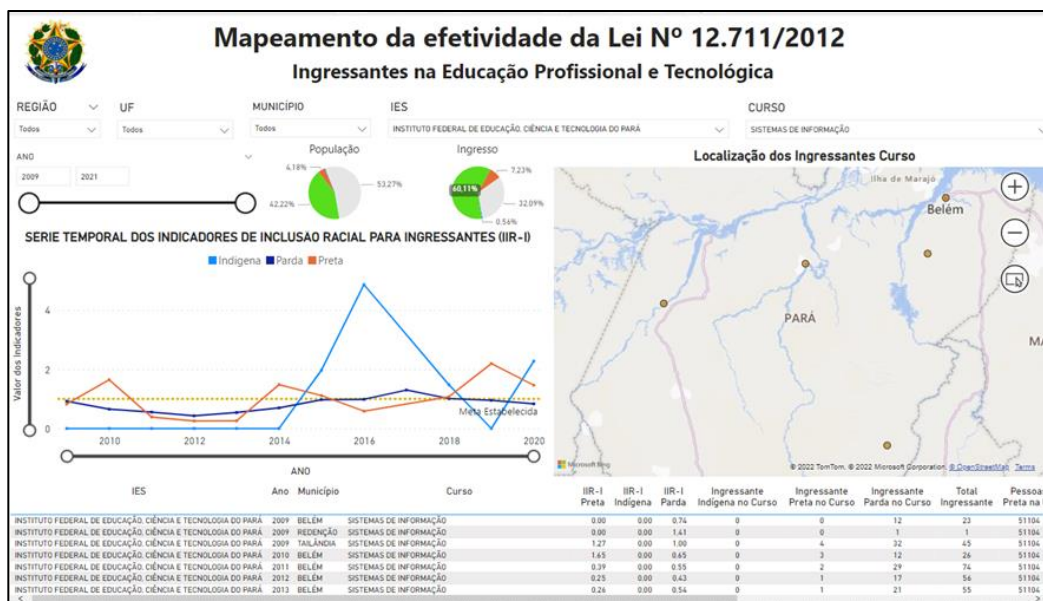 Mapeamento da efetividade da Lei Nº 12.711/2012
Ingressantes na Educação Profissional e Tecnológica
REGIÃO UF MUNICÍPIO IES CURSO
Todos Todos Todos INSTITUTO FEDERAL DE EDUCAÇÃO, CIÊNCIA E TECNOLOGIA DO PARÁ SISTEMAS DE INFORMAÇÃO
ANO
2009 2021
População
4.18%
53,27%
42.22%
Ingresso
7.23%
60,11%
32.09%
0.56%
SERIE TEMPORAL DOS INDICADORES DE INCLUSÃO RACIAL PARA INGRESSANTES (IIR-I)
Indigena Parda Preta
Valor dos Indicadores
4
2
0
Meta Estabelecida
2010 2012 2014 2016 2018 2020
ANO
Localização dos Ingressantes Curso
Ilha de Marajó
Belém
PARÁ
MA
Microsoft Bing
© 2022 TomTom, © 2022 Microsoft Corporation, © OpenStreetMap Terms
IES Ano Município Curso IIR-I Preta IIR-I Indígena IIR-I Parda Ingressante Indígena no Curso Ingressante Preta no Curso Ingressante Parda no Curso Total Ingressante Pessoa Preta na
INSTITUTO FEDERAL DE EDUCAÇÃO, CIÊNCIA E TECNOLOGIA DO PARÁ 2009 BELÉM SISTEMAS DE INFORMAÇÃO 0.00 0.00 0.74 0 0 12 23 51104
INSTITUTO FEDERAL DE EDUCAÇÃO, CIÊNCIA E TECNOLOGIA DO PARÁ 2009 REDENÇÃO SISTEMAS DE INFORMAÇÃO 0.00 0.00 1.41 0 0 1 1 51104
INSTITUTO FEDERAL DE EDUCAÇÃO, CIÊNCIA E TECNOLOGIA DO PARÁ 2009 TAILÂNDIA SISTEMAS DE INFORMAÇÃO 1.27 0.00 1.00 0 4 32 45 51104
INSTITUTO FEDERAL DE EDUCAÇÃO, CIÊNCIA E TECNOLOGIA DO PARÁ 2010 BELÉM SISTEMAS DE INFORMAÇÃO 1.65 0.00 0.65 0 3 12 26 51104
INSTITUTO FEDERAL DE EDUCAÇÃO, CIÊNCIA E TECNOLOGIA DO PARÁ 2011 BELÉM SISTEMAS DE INFORMAÇÃO 0.39 0.00 0.55 0 2 29 74 51104
INSTITUTO FEDERAL DE EDUCAÇÃO, CIÊNCIA E TECNOLOGIA DO PARÁ 2012 BELÉM SISTEMAS DE INFORMAÇÃO 0.25 0.00 0.43 0 1 17 56 51104
INSTITUTO FEDERAL DE EDUCAÇÃO, CIÊNCIA E TECNOLOGIA DO PARÁ 2013 BELÉM SISTEMAS DE INFORMAÇÃO 0.26 0.00 0.54 0 1 21 55 51104